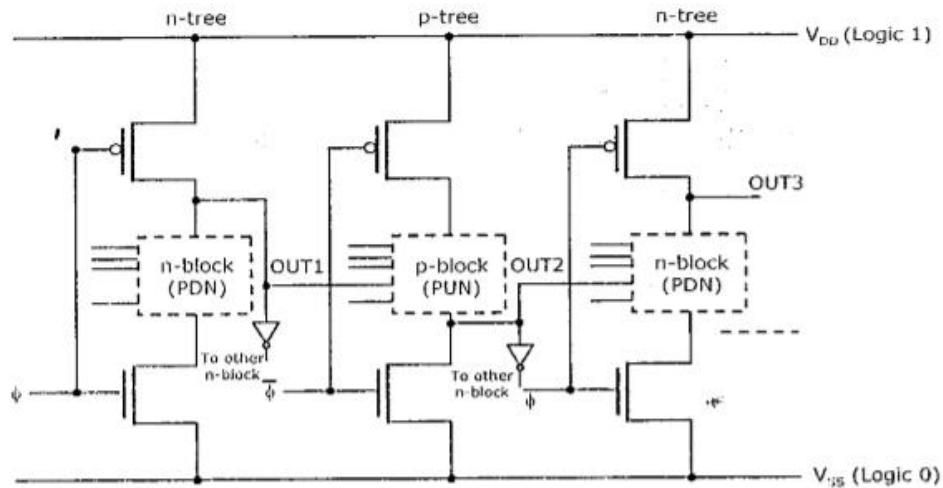 n-tree p-tree n-tree
V_DD (Logic 1)
OUT3
n-block
(PDN)
OUT1
p-block
(PUN)
OUT2
n-block
(PDN)
To other
n-block
To other
n-block
ϕ
ϕ̅
ϕ
V_SS (Logic 0)